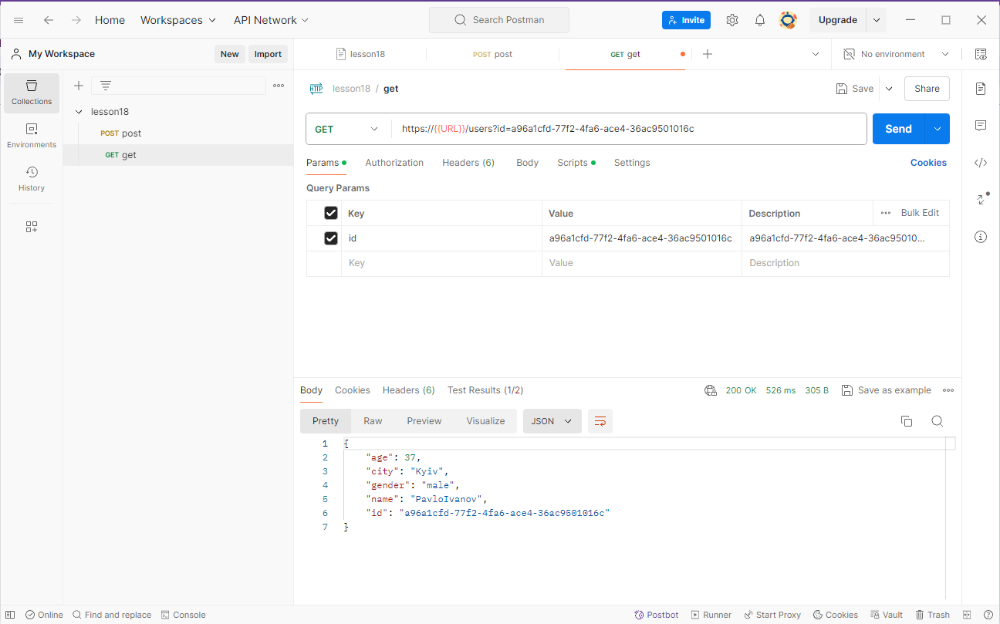 Home Workspaces API Network Search Postman Invite Upgrade
My Workspace New Import lesson18 POST post GET get No environment
Collections
Environments
History
lesson18
POST post
GET get
HTTP lesson18 / get Save Share
GET https://{{URL}}/users?id=a96a1cfd-77f2-4fa6-ace4-36ac9501016c Send
Params Authorization Headers (6) Body Scripts Settings Cookies
Query Params
Key Value Description Bulk Edit
id a96a1cfd-77f2-4fa6-ace4-36ac9501016c a96a1cfd-77f2-4fa6-ace4-36ac95010...
Key Value Description
Body Cookies Headers (6) Test Results (1/2) 200 OK 526 ms 305 B Save as example
Pretty Raw Preview Visualize JSON
1 {
2 "age": 37,
3 "city": "Kyiv",
4 "gender": "male",
5 "name": "PavloIvanov",
6 "id": "a96a1cfd-77f2-4fa6-ace4-36ac9501016c"
7 }
Online Find and replace Console Postbot Runner Start Proxy Cookies Vault Trash